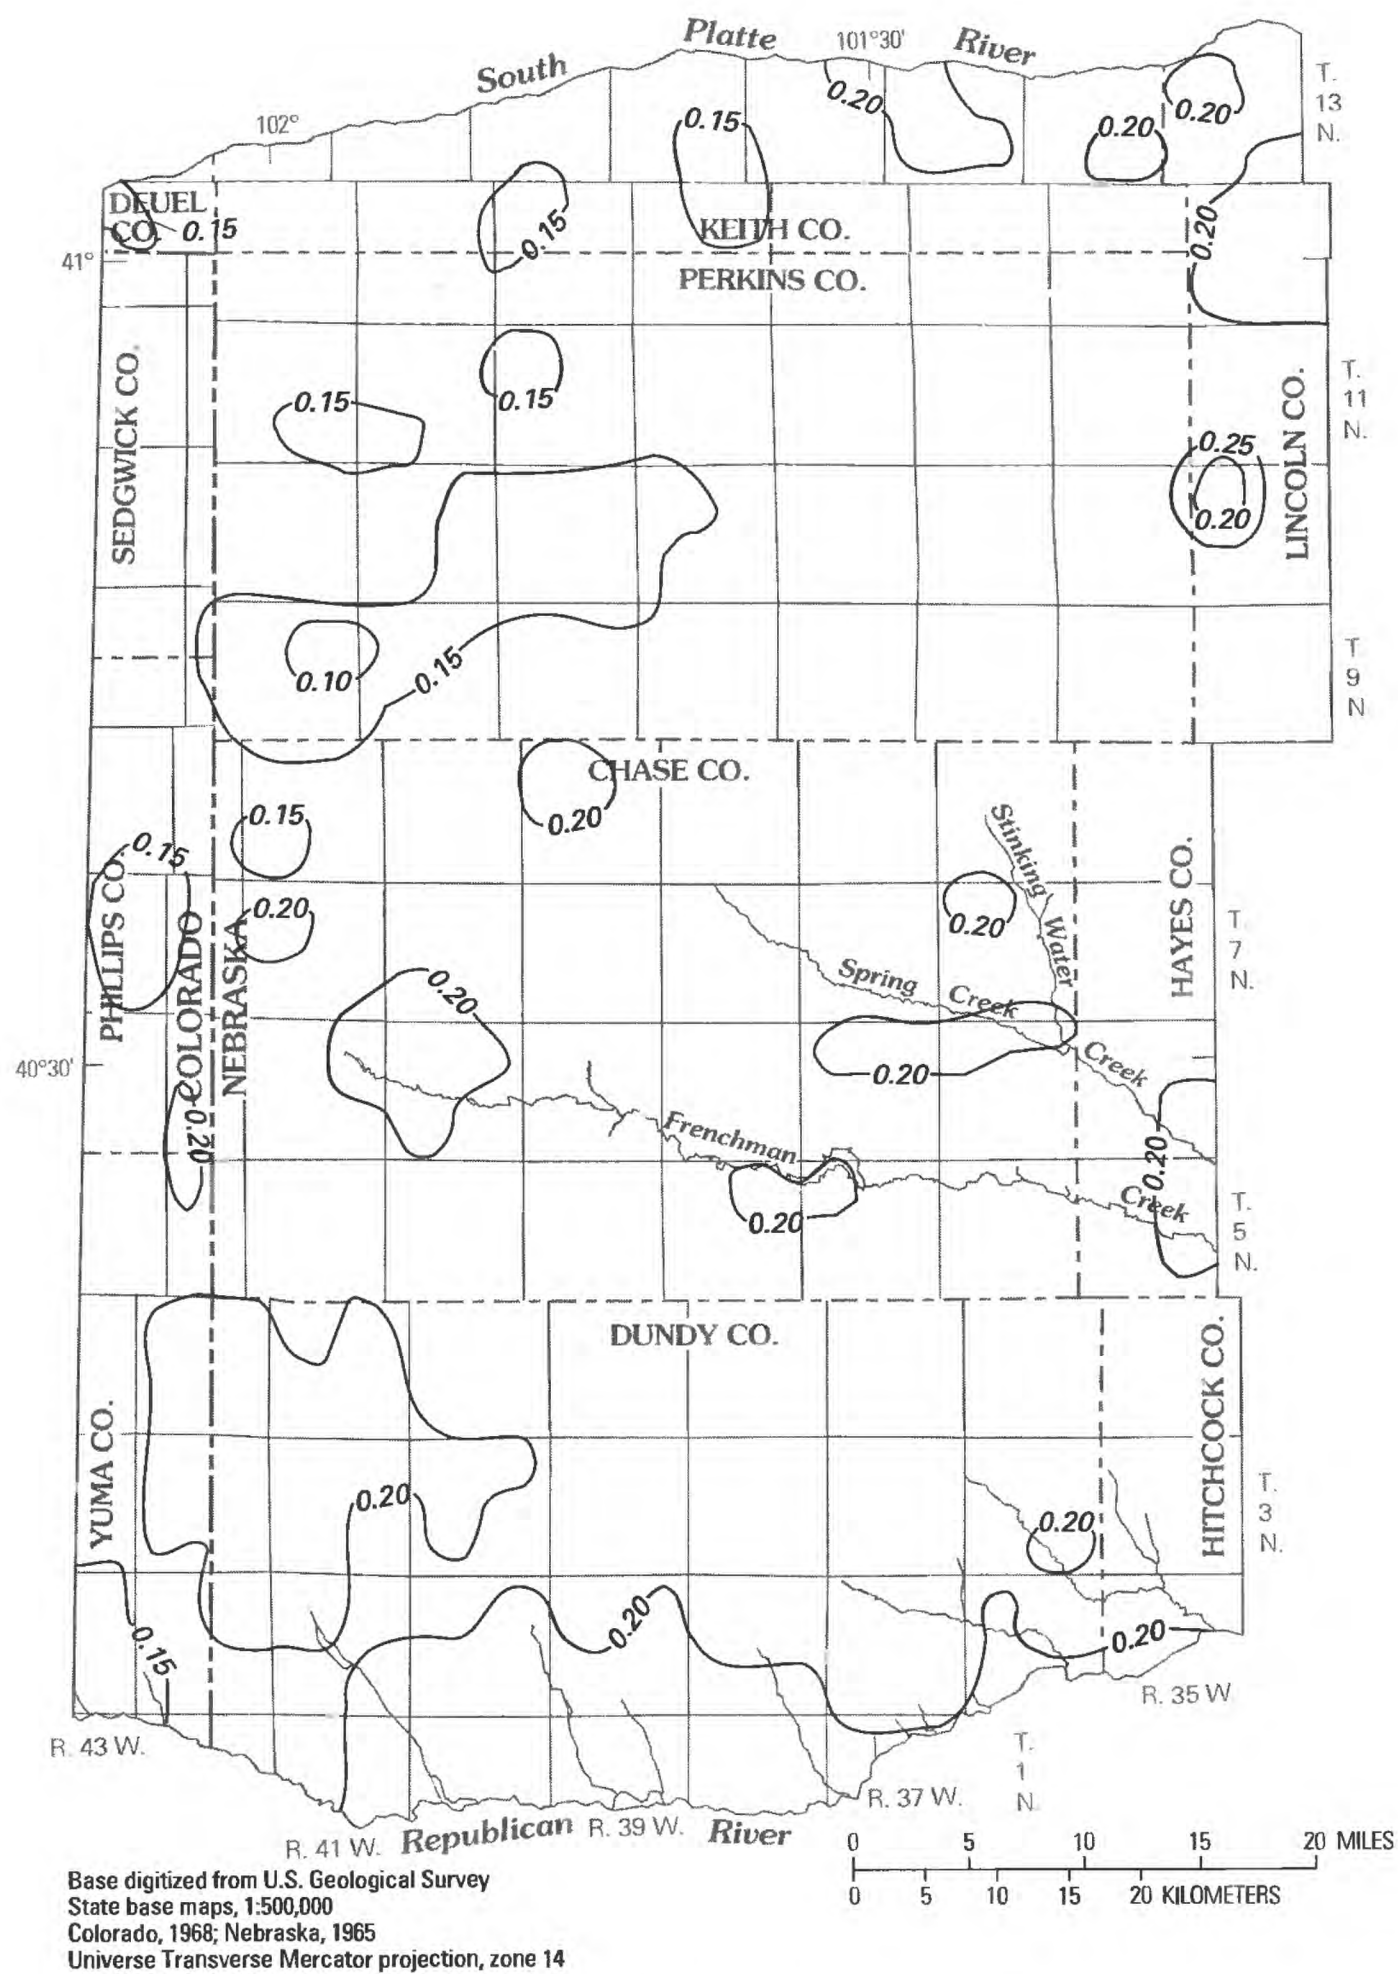 South Platte River
101°30'
102°
T.
13
N.
0.20
0.20
0.20
0.15
DEUEL
CO.
0.15
0.15
KEITH CO.
0.20
41°
PERKINS CO.
SEDGWICK CO.
0.15
0.15
T.
11
N.
LINCOLN CO.
0.25
0.20
0.10
0.15
T.
9
N
CHASE CO.
0.20
0.15
0.15
0.20
Stinking Water Creek
0.20
HAYES CO.
T.
7
N.
PHILLIPS CO.
COLORADO
NEBRASKA
0.20
Spring Creek
40°30'
0.20
0.20
Frenchman Creek
0.20
0.20
T.
5
N.
DUNDY CO.
YUMA CO.
HITCHCOCK CO.
0.20
T.
3
N.
0.20
0.15
0.20
0.20
R. 35 W.
R. 43 W.
T.
1
N.
R. 37 W.
R. 41 W.
Republican River
R. 39 W.
0 5 10 15 20 MILES
0 5 10 15 20 KILOMETERS
Base digitized from U.S. Geological Survey
State base maps, 1:500,000
Colorado, 1968; Nebraska, 1965
Universe Transverse Mercator projection, zone 14